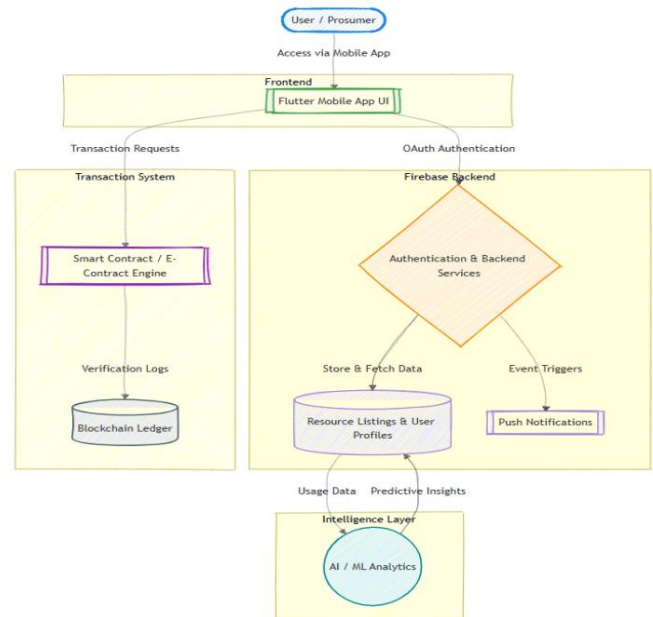 User / Prosumer
Access via Mobile App
Frontend
Flutter Mobile App UI
Transaction Requests
OAuth Authentication
Transaction System
Firebase Backend
Smart Contract / E-
Contract Engine
Authentication & Backend
Services
Verification Logs
Store & Fetch Data
Event Triggers
Blockchain Ledger
Resource Listings & User
Profiles
Push Notifications
Usage Data
Predictive Insights
Intelligence Layer
AI / ML Analytics